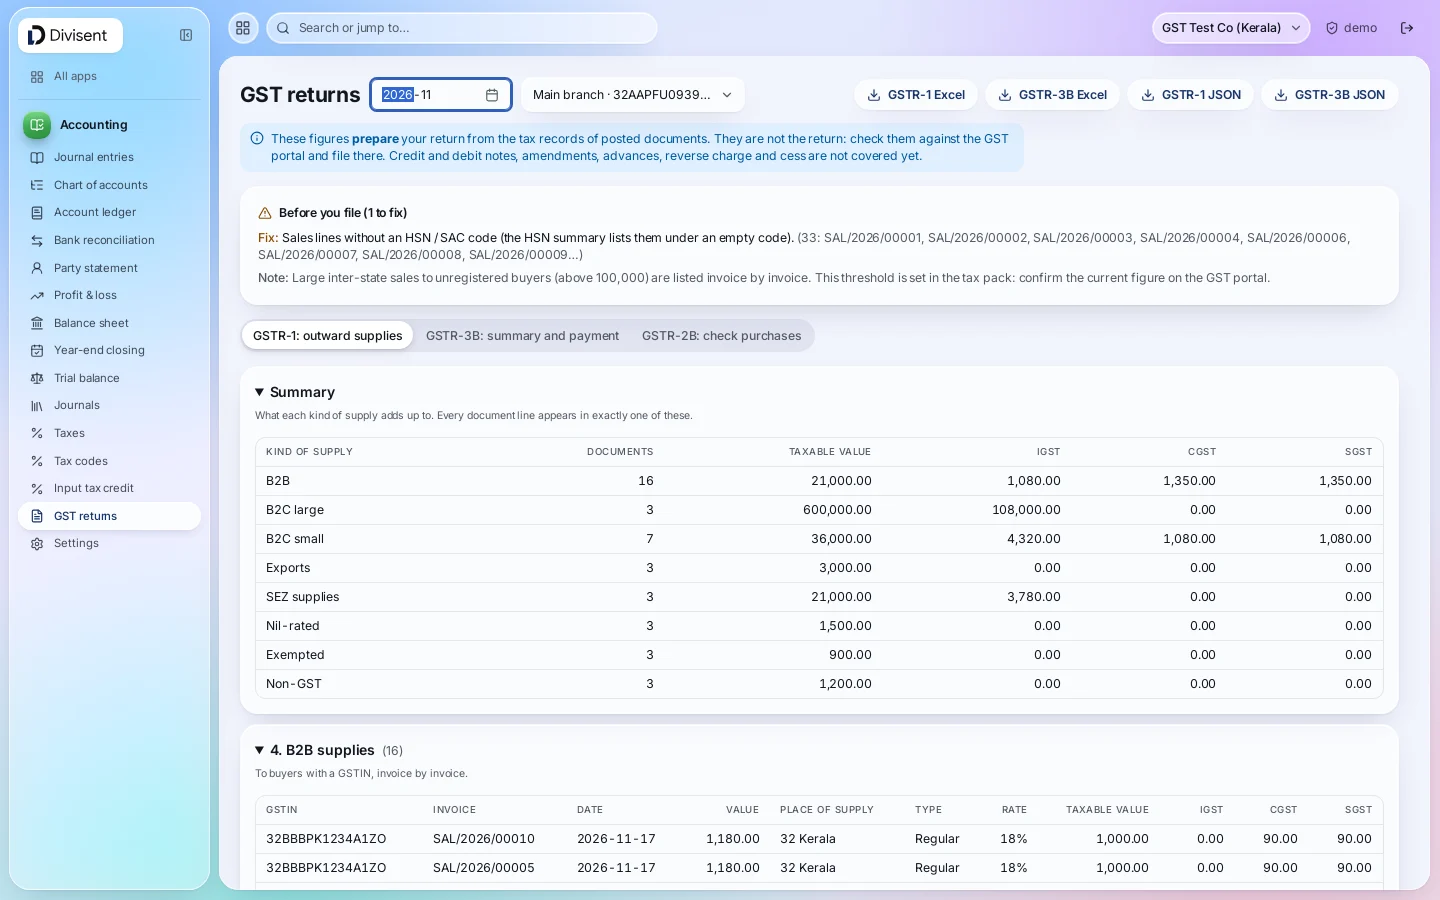 Divisent
All apps
Accounting
Journal entries
Chart of accounts
Account ledger
Bank reconciliation
Party statement
Profit & loss
Balance sheet
Year-end closing
Trial balance
Journals
Taxes
Tax codes
Input tax credit
GST returns
Settings
Search or jump to...
GST Test Co (Kerala)
demo
GST returns
2026-11
Main branch · 32AAPFU0939...
GSTR-1 Excel
GSTR-3B Excel
GSTR-1 JSON
GSTR-3B JSON
These figures prepare your return from the tax records of posted documents. They are not the return: check them against the GST
portal and file there. Credit and debit notes, amendments, advances, reverse charge and cess are not covered yet.
Before you file (1 to fix)
Fix: Sales lines without an HSN / SAC code (the HSN summary lists them under an empty code). (33: SAL/2026/00001, SAL/2026/00002, SAL/2026/00003, SAL/2026/00004, SAL/2026/00006,
SAL/2026/00007, SAL/2026/00008, SAL/2026/00009...)
Note: Large inter-state sales to unregistered buyers (above 100,000) are listed invoice by invoice. This threshold is set in the tax pack: confirm the current figure on the GST portal.
GSTR-1: outward supplies GSTR-3B: summary and payment GSTR-2B: check purchases
Summary
What each kind of supply adds up to. Every document line appears in exactly one of these.
KIND OF SUPPLY DOCUMENTS TAXABLE VALUE IGST CGST SGST
B2B 16 21,000.00 1,080.00 1,350.00 1,350.00
B2C large 3 600,000.00 108,000.00 0.00 0.00
B2C small 7 36,000.00 4,320.00 1,080.00 1,080.00
Exports 3 3,000.00 0.00 0.00 0.00
SEZ supplies 3 21,000.00 3,780.00 0.00 0.00
Nil-rated 3 1,500.00 0.00 0.00 0.00
Exempted 3 900.00 0.00 0.00 0.00
Non-GST 3 1,200.00 0.00 0.00 0.00
4. B2B supplies (16)
To buyers with a GSTIN, invoice by invoice.
GSTIN INVOICE DATE VALUE PLACE OF SUPPLY TYPE RATE TAXABLE VALUE IGST CGST SGST
32BBBPK1234A1ZO SAL/2026/00010 2026-11-17 1,180.00 32 Kerala Regular 18% 1,000.00 0.00 90.00 90.00
32BBBPK1234A1ZO SAL/2026/00005 2026-11-17 1,180.00 32 Kerala Regular 18% 1,000.00 0.00 90.00 90.00